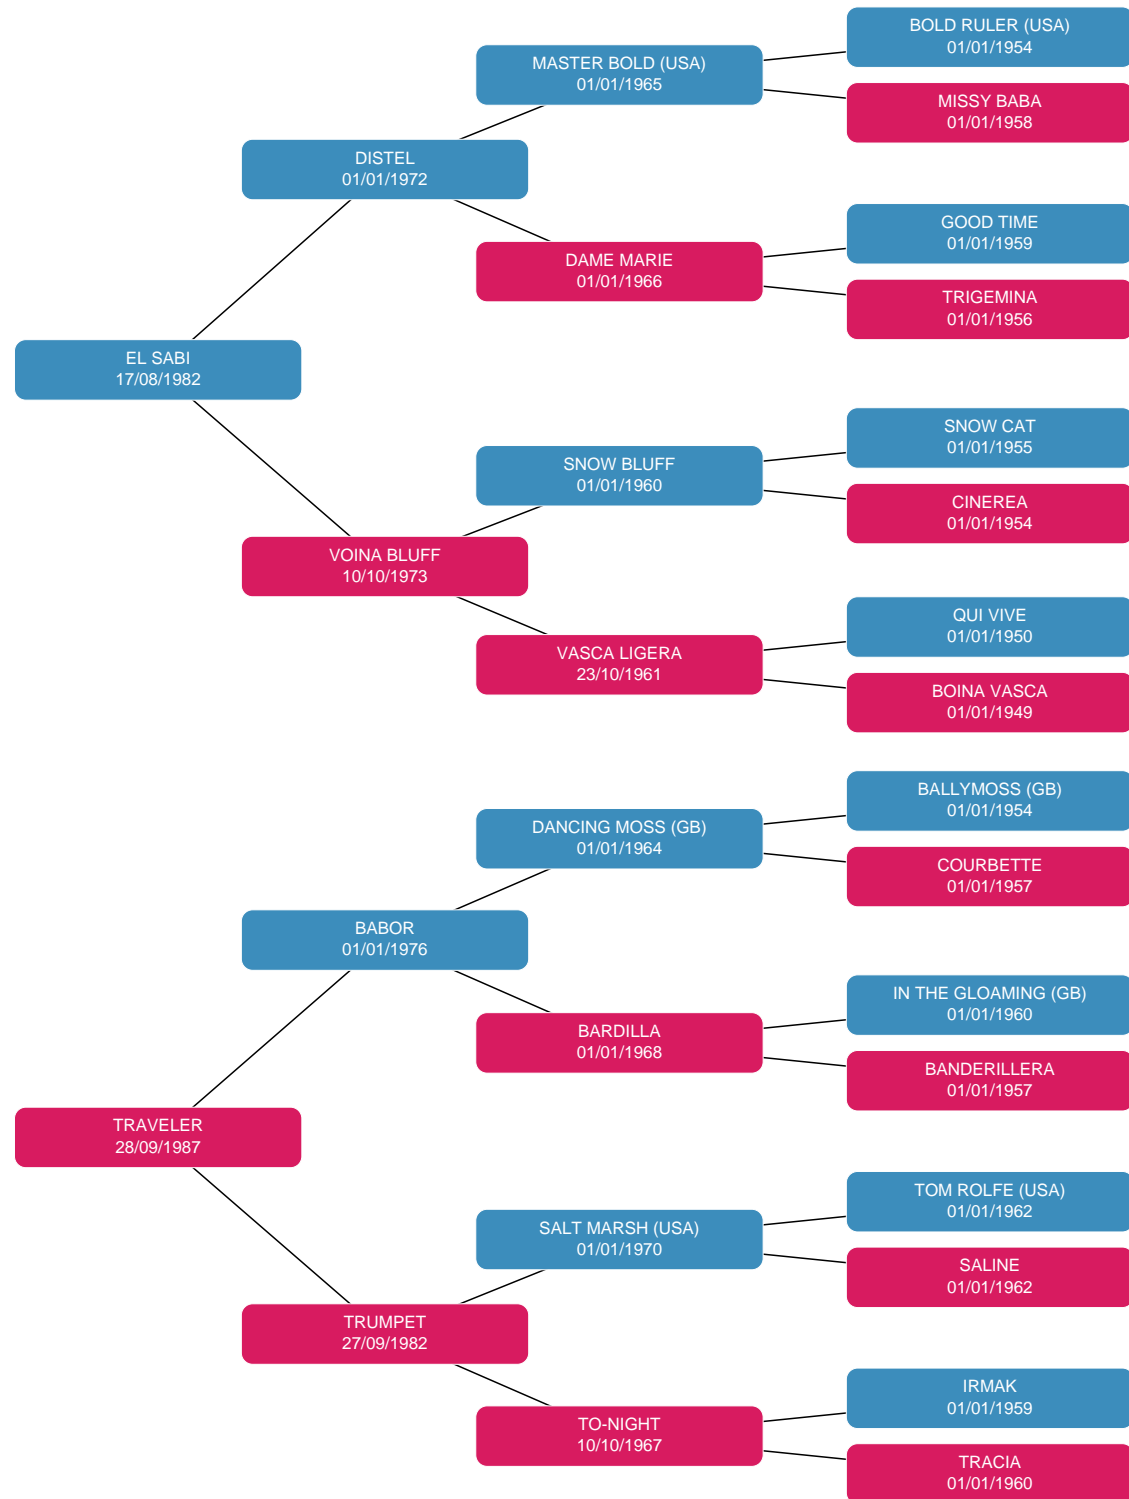 BOLD RULER (USA)
01/01/1954
MASTER BOLD (USA)
01/01/1965
MISSY BABA
01/01/1958
DISTEL
01/01/1972
GOOD TIME
01/01/1959
DAME MARIE
01/01/1966
TRIGEMINA
01/01/1956
EL SABI
17/08/1982
SNOW CAT
01/01/1955
SNOW BLUFF
01/01/1960
CINEREA
01/01/1954
VOINA BLUFF
10/10/1973
QUI VIVE
01/01/1950
VASCA LIGERA
23/10/1961
BOINA VASCA
01/01/1949
BALLYMOSS (GB)
01/01/1954
DANCING MOSS (GB)
01/01/1964
COURBETTE
01/01/1957
BABOR
01/01/1976
IN THE GLOAMING (GB)
01/01/1960
BARDILLA
01/01/1968
BANDERILLERA
01/01/1957
TRAVELER
28/09/1987
TOM ROLFE (USA)
01/01/1962
SALT MARSH (USA)
01/01/1970
SALINE
01/01/1962
TRUMPET
27/09/1982
IRMAK
01/01/1959
TO-NIGHT
10/10/1967
TRACIA
01/01/1960